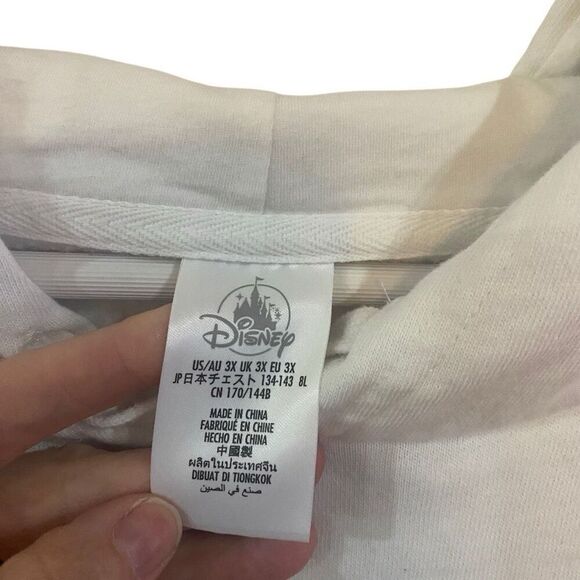 Disney
US/AU 3X UK 3X EU 3X
JP日本チェスト 134-143 8L
CN 170/144B
MADE IN CHINA
FABRIQUÉ EN CHINE
HECHO EN CHINA
中國製
ผลิตในประเทศจีน
DIBUAT DI TIONGKOK
صنع في الصين